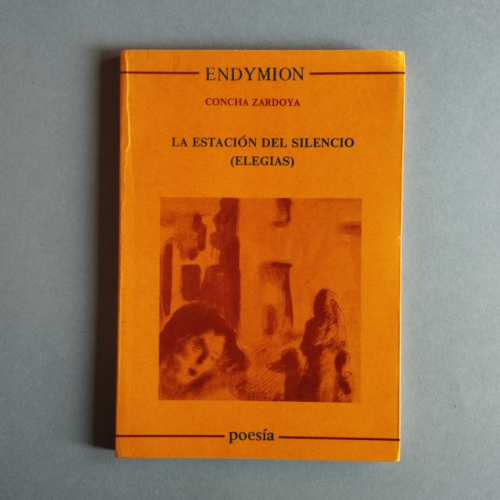 ENDYMION
CONCHA ZARDOYA
LA ESTACIÓN DEL SILENCIO
(ELEGIAS)
poesía